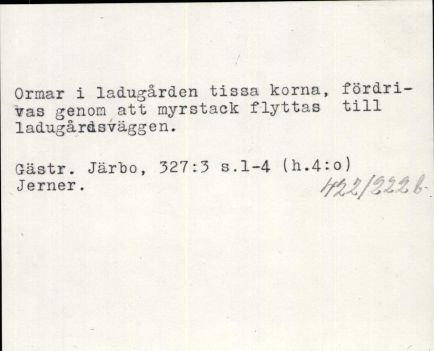 Ormar i ladugården tissa korna, fördri-
vas genom att myrstack flyttas till
ladugårdsväggen.
Gästr. Järbo, 327:3 s.1-4 (h.4:o)
Jerner.
422/222 b.